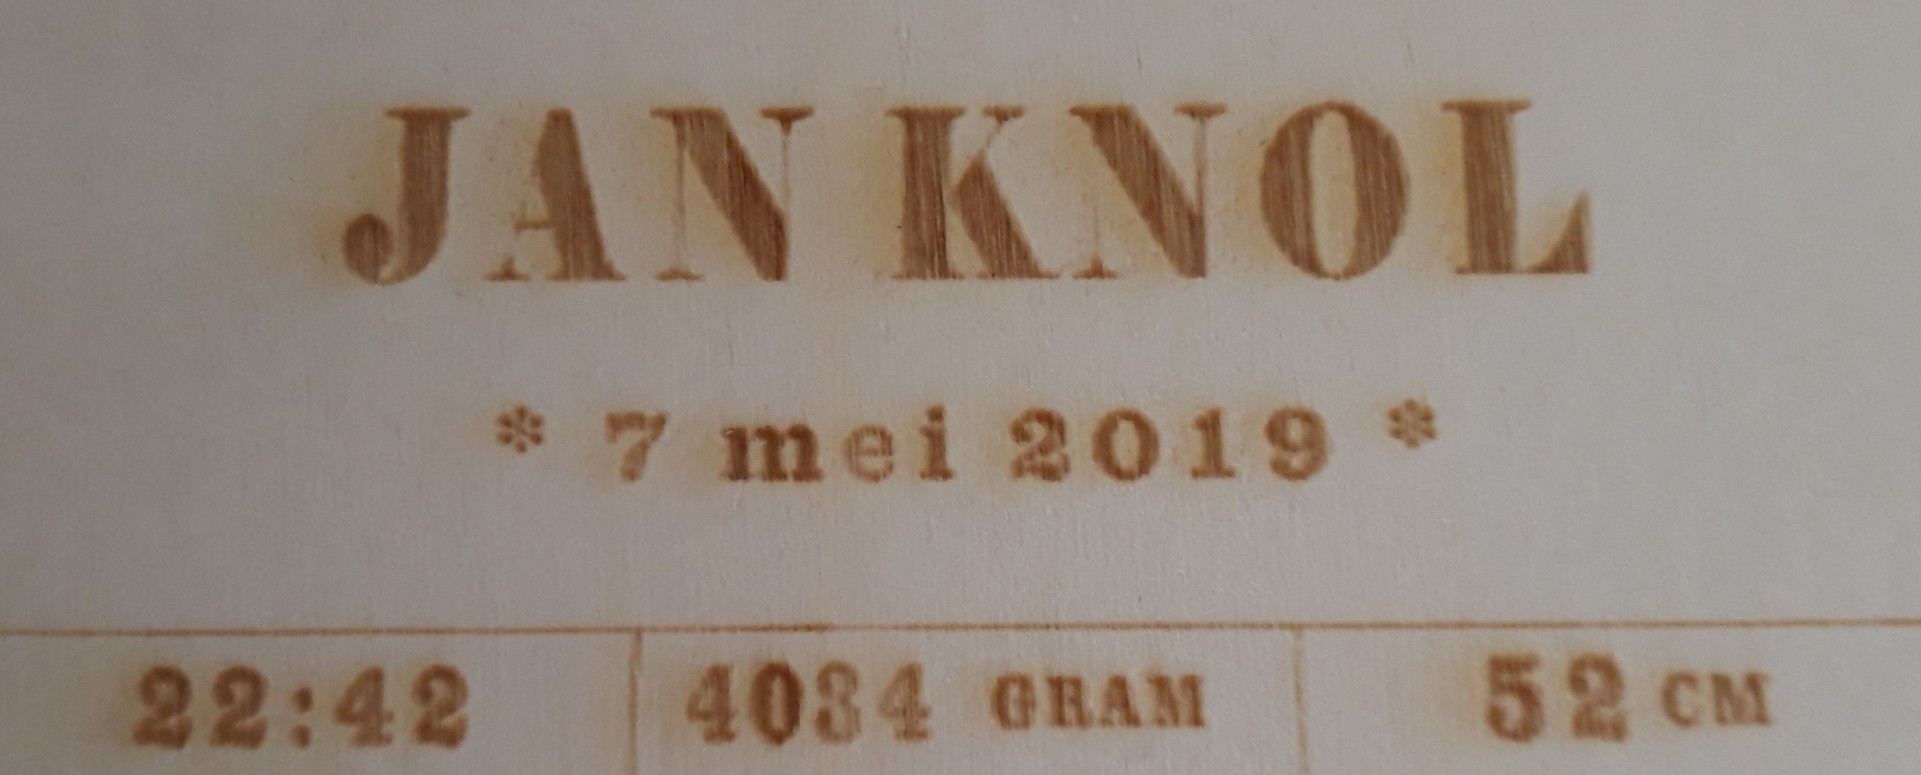 JAN KNOL
* 7 mei 2019 *
22:42 4034 GRAM 52 CM